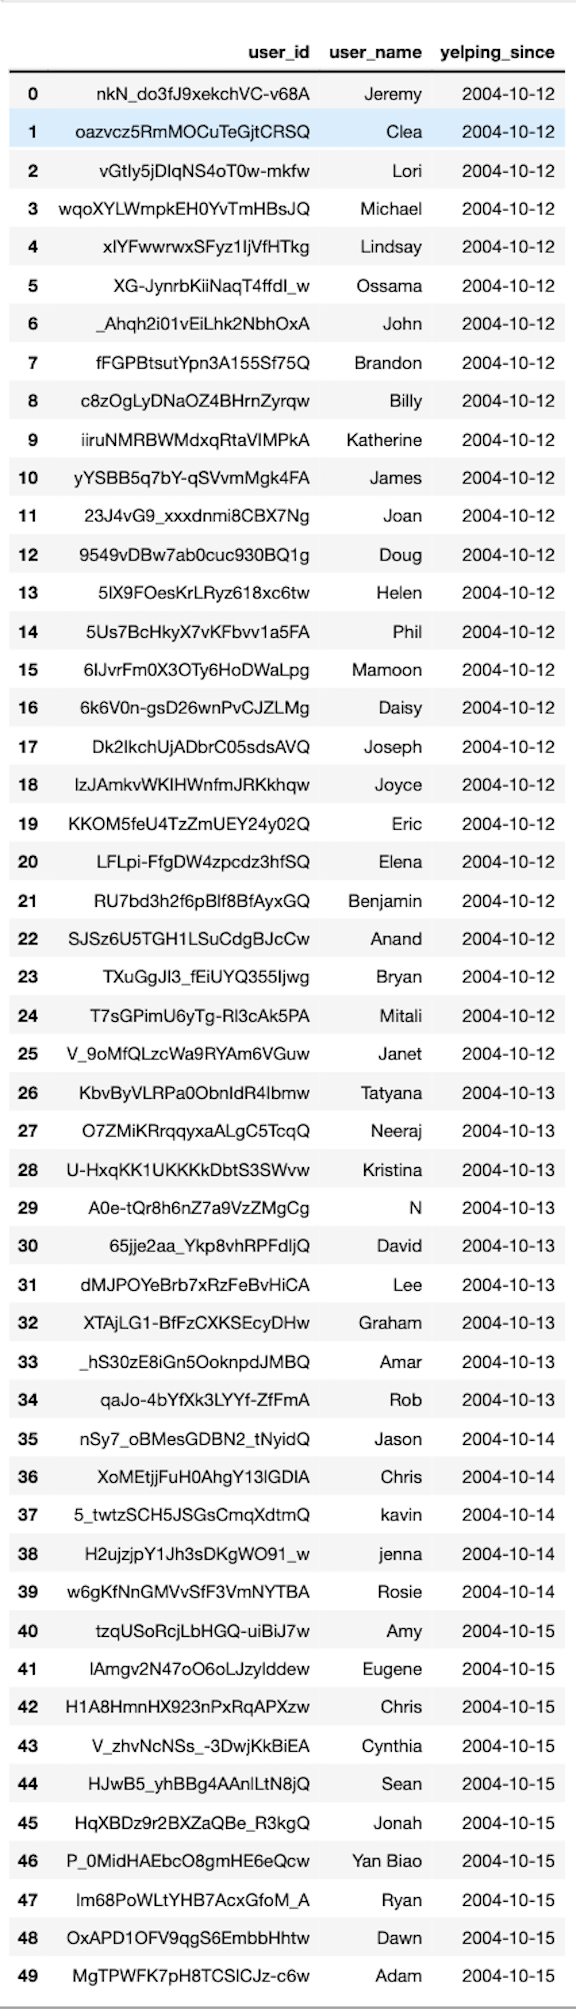 user_id user_name yelping_since
0 nkN_do3fJ9xekchVC-v68A Jeremy 2004-10-12
1 oazvcz5RmMOCuTeGjtCRSQ Clea 2004-10-12
2 vGtIy5jDIqNS4oT0w-mkfw Lori 2004-10-12
3 wqoXYLWmpkEH0YvTmHBsJQ Michael 2004-10-12
4 xIYFwwrwxSFyz1IjVfHTkg Lindsay 2004-10-12
5 XG-JynrbKiiNaqT4ffdI_w Ossama 2004-10-12
6 _Ahqh2i01vEiLhk2NbhOxA John 2004-10-12
7 fFGPBtsutYpn3A155Sf75Q Brandon 2004-10-12
8 c8zOgLyDNaOZ4BHrnZyrqw Billy 2004-10-12
9 iiruNMRBWMdxqRtaVIMPkA Katherine 2004-10-12
10 yYSBB5q7bY-qSVvmMgk4FA James 2004-10-12
11 23J4vG9_xxxdnmi8CBX7Ng Joan 2004-10-12
12 9549vDBw7ab0cuc930BQ1g Doug 2004-10-12
13 5IX9FOesKrLRyz618xc6tw Helen 2004-10-12
14 5Us7BcHkyX7vKFbvv1a5FA Phil 2004-10-12
15 6IJvrFm0X3OTy6HoDWaLpg Mamoon 2004-10-12
16 6k6V0n-gsD26wnPvCJZLMg Daisy 2004-10-12
17 Dk2IkchUjADbrC05sdsAVQ Joseph 2004-10-12
18 IzJAmkvWKIHWnfmJRKkhqw Joyce 2004-10-12
19 KKOM5feU4TzZmUEY24y02Q Eric 2004-10-12
20 LFLpi-FfgDW4zpcdz3hfSQ Elena 2004-10-12
21 RU7bd3h2f6pBlf8BfAyxGQ Benjamin 2004-10-12
22 SJSz6U5TGH1LSuCdgBJcCw Anand 2004-10-12
23 TXuGgJI3_fEiUYQ355Ijwg Bryan 2004-10-12
24 T7sGPimU6yTg-RI3cAk5PA Mitali 2004-10-12
25 V_9oMfQLzcWa9RYAm6VGuw Janet 2004-10-12
26 KbvByVLRPa0ObnIdR4Ibmw Tatyana 2004-10-13
27 O7ZMiKRrqqyxaALgC5TcqQ Neeraj 2004-10-13
28 U-HxqKK1UKKKkDbtS3SWvw Kristina 2004-10-13
29 A0e-tQr8h6nZ7a9VzZMgCg N 2004-10-13
30 65jje2aa_Ykp8vhRPFdIjQ David 2004-10-13
31 dMJPOYeBrb7xRzFeBvHiCA Lee 2004-10-13
32 XTAjLG1-BfFzCXKSEcyDHw Graham 2004-10-13
33 _hS30zE8iGn5OoknpdJMBQ Amar 2004-10-13
34 qaJo-4bYfXk3LYYf-ZfFmA Rob 2004-10-13
35 nSy7_oBMesGDBN2_tNyidQ Jason 2004-10-14
36 XoMEtjjFuH0AhgY13IGDIA Chris 2004-10-14
37 5_twtzSCH5JSGsCmqXdtmQ kavin 2004-10-14
38 H2ujzjpY1Jh3sDKgWO91_w jenna 2004-10-14
39 w6gKfNnGMVvSfF3VmNYTBA Rosie 2004-10-14
40 tzqUSoRcjLbHGQ-uiBiJ7w Amy 2004-10-15
41 IAmgv2N47oO6oLJzyIddew Eugene 2004-10-15
42 H1A8HmnHX923nPxRqAPXzw Chris 2004-10-15
43 V_zhvNcNSs_-3DwjKkBiEA Cynthia 2004-10-15
44 HJwB5_yhBBg4AAnlLtN8jQ Sean 2004-10-15
45 HqXBDz9r2BXZaQBe_R3kgQ Jonah 2004-10-15
46 P_0MidHAEbcO8gmHE6eQcw Yan Biao 2004-10-15
47 Im68PoWLtYHB7AcxGfoM_A Ryan 2004-10-15
48 OxAPD1OFV9qgS6EmbbHhtw Dawn 2004-10-15
49 MgTPWFK7pH8TCSICJz-c6w Adam 2004-10-15